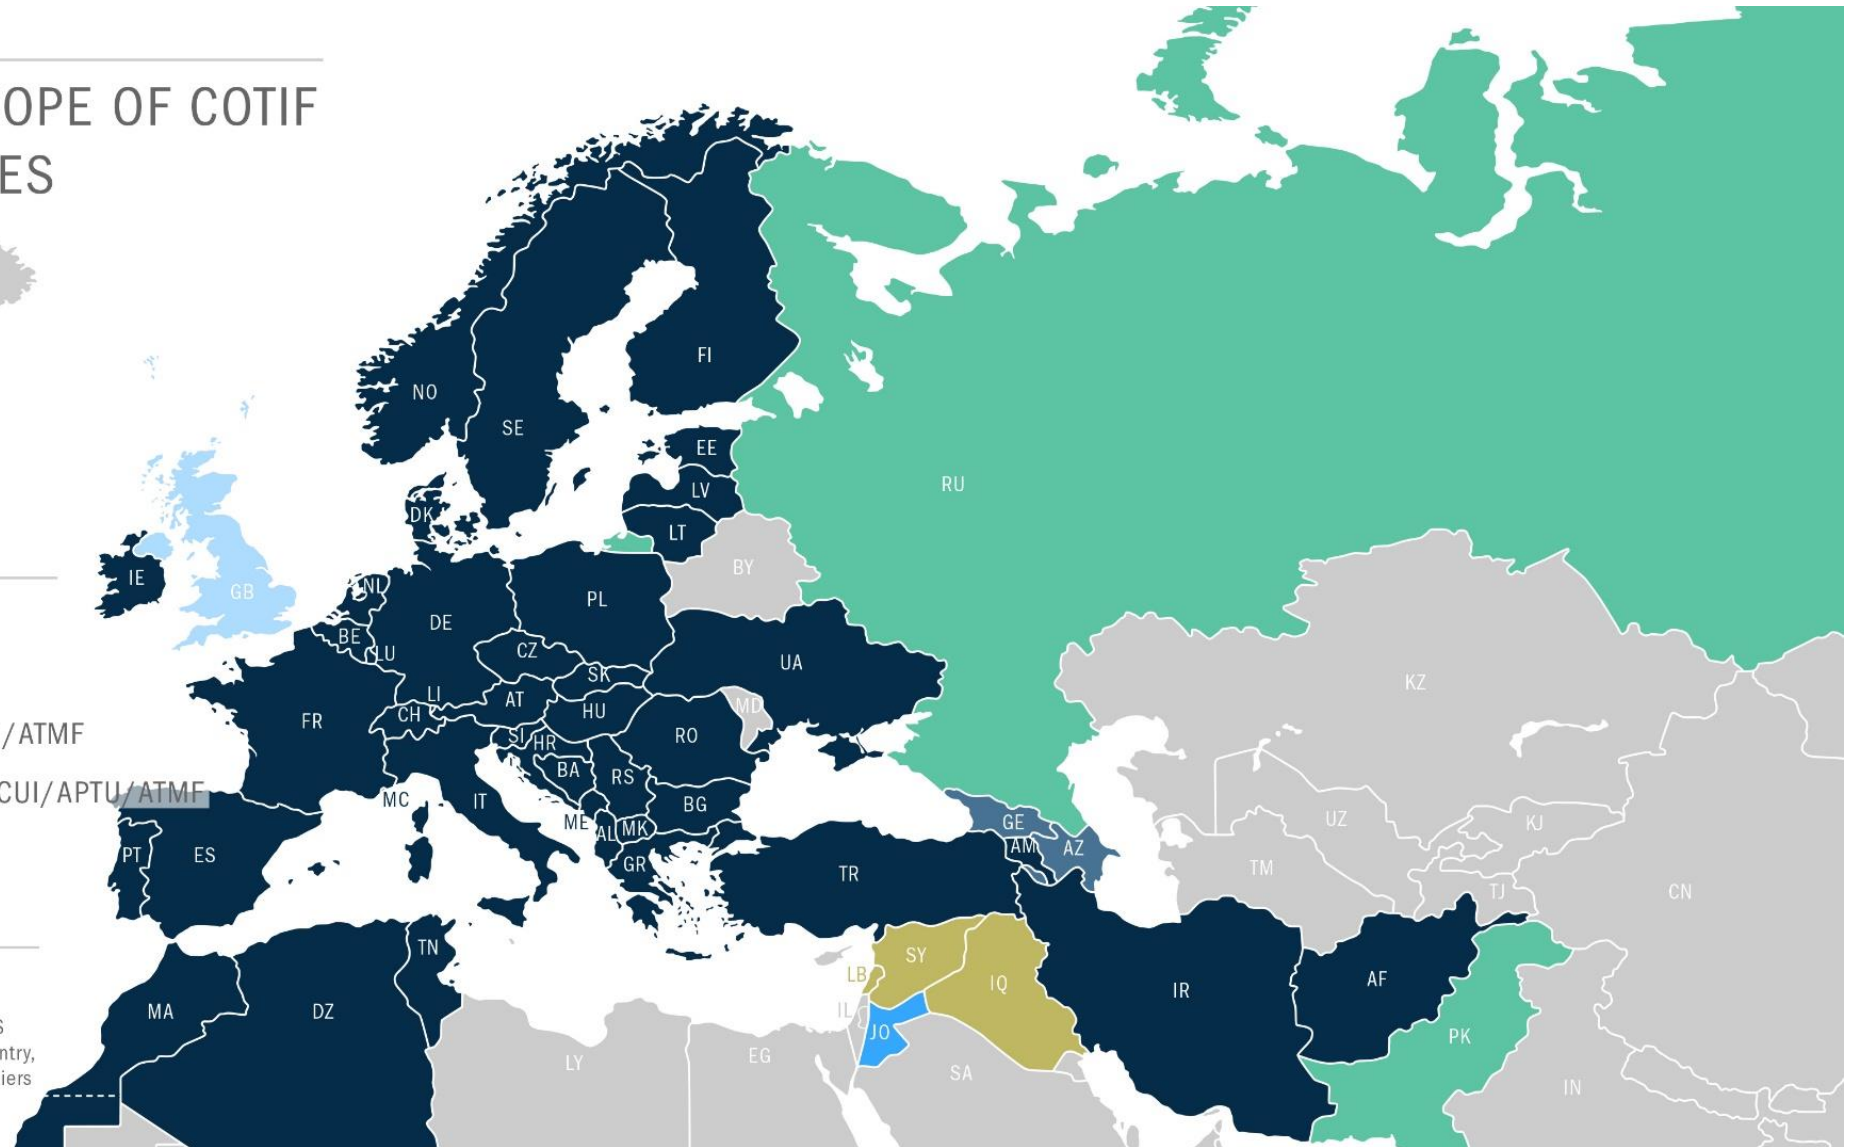 OPE OF COTIF
ES
/ATMF
CUI/APTU/ATMF
S
ntry,
iers
NO
SE
FI
EE
LV
LT
DK
RU
IE
GB
NL
BE
LU
DE
PL
BY
CZ
SK
UA
KZ
FR
LI
CH
AT
HU
MD
SI
HR
RO
BA
RS
MC
IT
ME
AL
MK
BG
GR
PT
ES
GE
AM
AZ
UZ
KJ
TM
TJ
CN
TR
TN
MA
DZ
LB
SY
IQ
IL
JO
IR
AF
PK
LY
EG
SA
IN